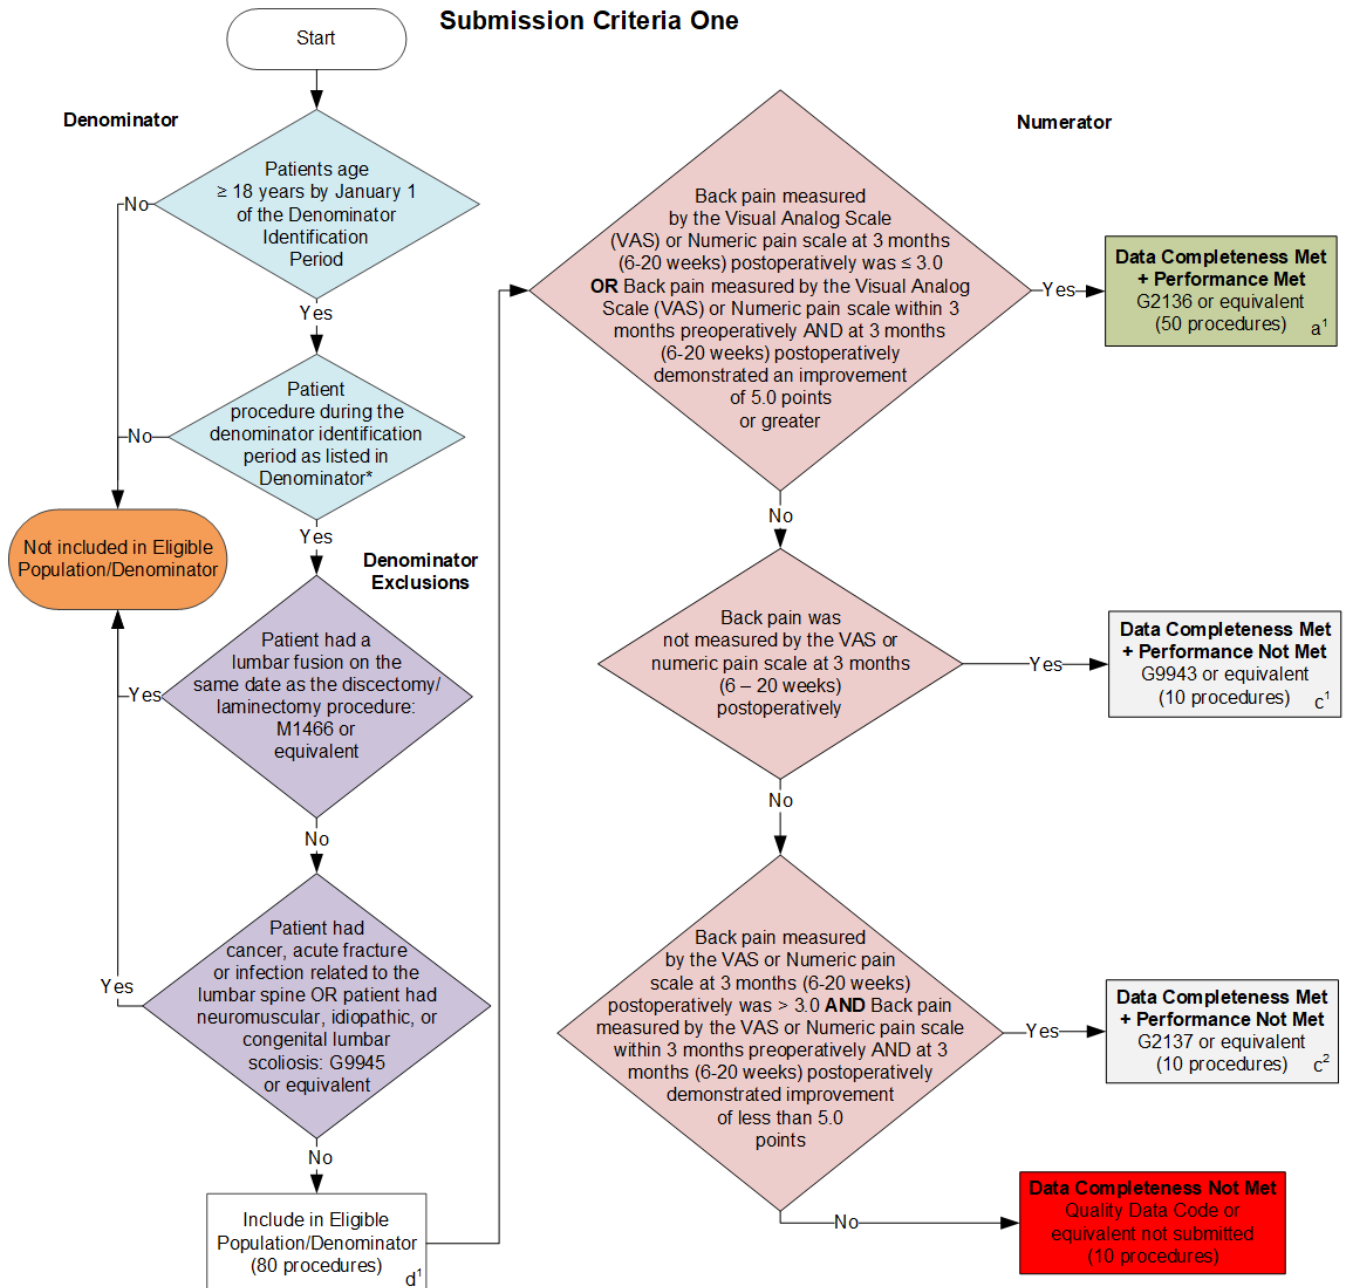 Submission Criteria One
Start
Denominator
Patients age
≥ 18 years by January 1
of the Denominator
Identification
Period
No
Yes
Patient
procedure during the
denominator identification
period as listed in
Denominator*
No
Yes
Not included in Eligible
Population/Denominator
Denominator
Exclusions
Patient had a
lumbar fusion on the
same date as the discectomy/
laminectomy procedure:
M1466 or
equivalent
Yes
No
Patient had
cancer, acute fracture
or infection related to the
lumbar spine OR patient had
neuromuscular, idiopathic, or
congenital lumbar
scoliosis: G9945
or equivalent
Yes
No
Include in Eligible
Population/Denominator
(80 procedures)
d¹
Numerator
Back pain measured
by the Visual Analog Scale
(VAS) or Numeric pain scale at 3 months
(6-20 weeks) postoperatively was ≤ 3.0
OR Back pain measured by the Visual Analog
Scale (VAS) or Numeric pain scale within 3
months preoperatively AND at 3 months
(6-20 weeks) postoperatively
demonstrated an improvement
of 5.0 points
or greater
Yes
Data Completeness Met
+ Performance Met
G2136 or equivalent
(50 procedures)
a¹
No
Back pain was
not measured by the VAS or
numeric pain scale at 3 months
(6 – 20 weeks)
postoperatively
Yes
Data Completeness Met
+ Performance Not Met
G9943 or equivalent
(10 procedures)
c¹
No
Back pain measured
by the VAS or Numeric pain
scale at 3 months (6-20 weeks)
postoperatively was > 3.0 AND Back pain
measured by the VAS or Numeric pain scale
within 3 months preoperatively AND at 3
months (6-20 weeks) postoperatively
demonstrated improvement
of less than 5.0
points
Yes
Data Completeness Met
+ Performance Not Met
G2137 or equivalent
(10 procedures)
c²
No
Data Completeness Not Met
Quality Data Code or
equivalent not submitted
(10 procedures)